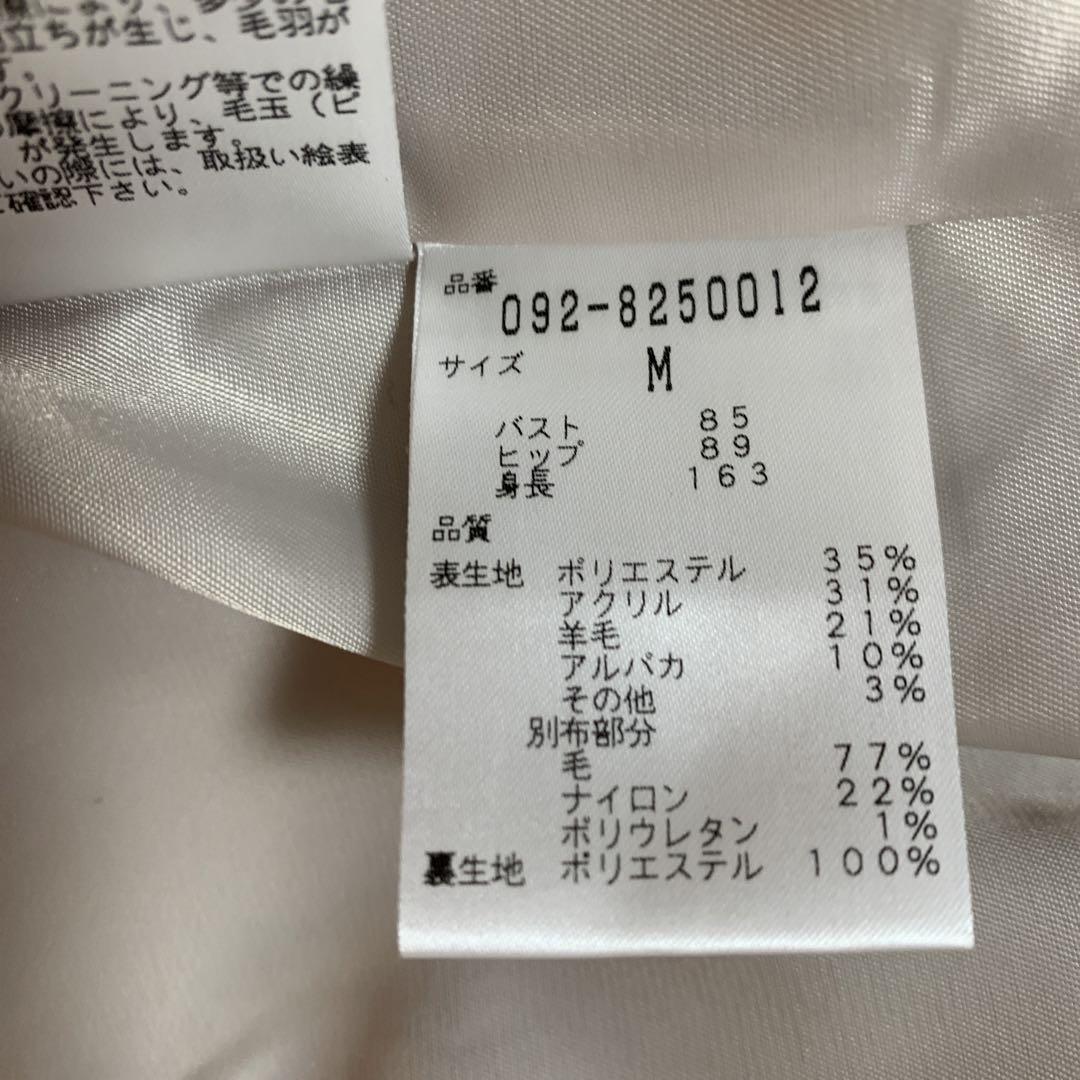 立ちが生じ、毛羽が
す。
クリーニング等での繰
摩擦により、毛玉（ピ
が発生します。
いの際には、取扱い絵表
確認下さい。
品番 092-8250012
サイズ M
バスト 85
ヒップ 89
身長 163
品質
表生地 ポリエステル 35%
アクリル 31%
羊毛 21%
アルパカ 10%
その他 3%
別布部分
毛 77%
ナイロン 22%
ポリウレタン 1%
裏生地 ポリエステル 100%